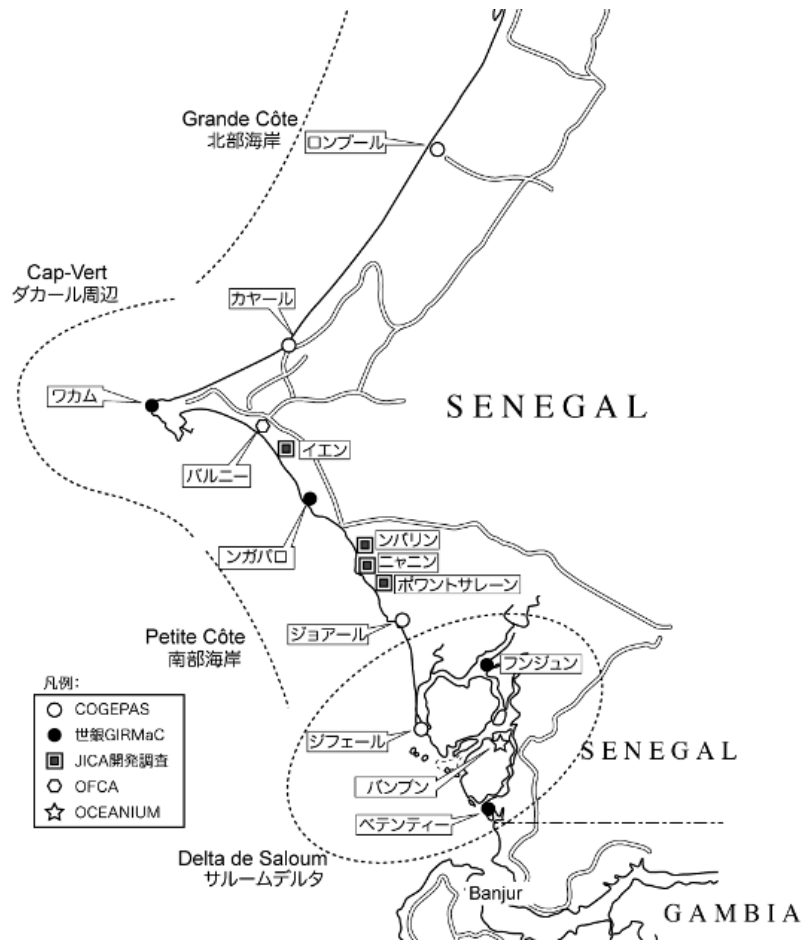 Grande Côte
北部海岸
ロンプール
Cap-Vert
ダカール周辺
カヤール
ワカム
SENEGAL
バルニー
イエン
ンガパロ
ンバリン
ニャニン
ポワントサレーン
ジョアール
Petite Côte
南部海岸
フンジュン
凡例:
COGEPAS
世銀GIRMaC
JICA開発調査
OFCA
OCEANIUM
ジフェール
SENEGAL
バンブン
ベテンティー
Delta de Saloum
サルームデルタ
Banjur
GAMBIA